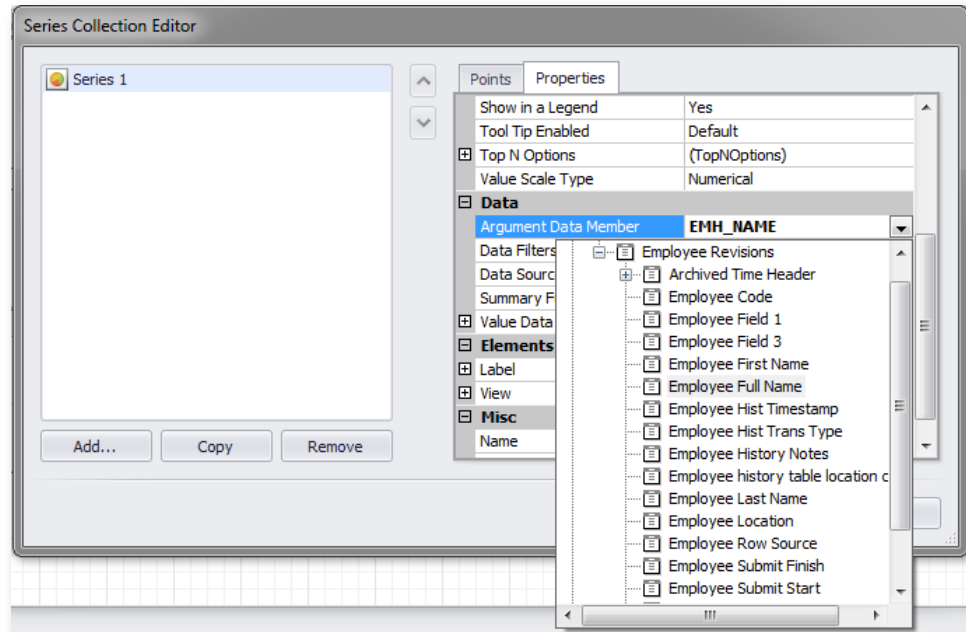 Series Collection Editor
Series 1
Points
Properties
Show in a Legend
Yes
Tool Tip Enabled
Default
Top N Options
(TopNOptions)
Value Scale Type
Numerical
Data
Argument Data Member
EMH_NAME
Data Filters
Data Sourc
Summary F
Value Data
Elements
Label
View
Misc
Name
Employee Revisions
Archived Time Header
Employee Code
Employee Field 1
Employee Field 3
Employee First Name
Employee Full Name
Employee Hist Timestamp
Employee Hist Trans Type
Employee History Notes
Employee history table location c
Employee Last Name
Employee Location
Employee Row Source
Employee Submit Finish
Employee Submit Start
Add...
Copy
Remove